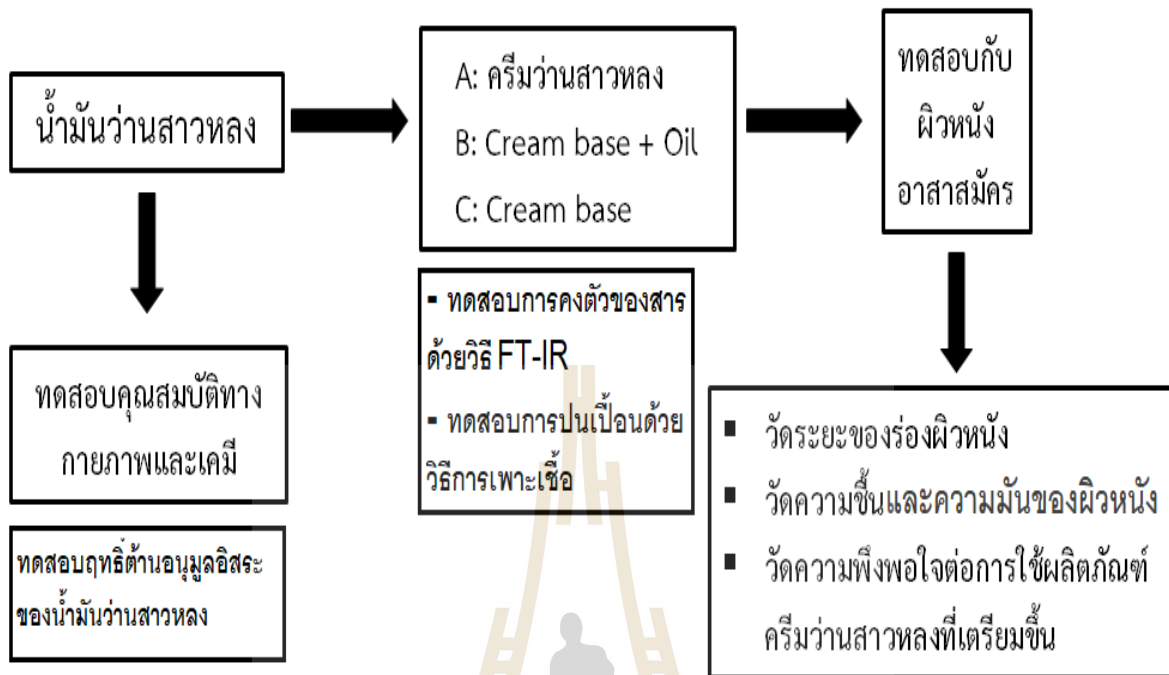 น้ำมันว่านสาวหลง
A: ครีมว่านสาวหลง
B: Cream base + Oil
C: Cream base
ทดสอบกับ
ผิวหนัง
อาสาสมัคร
▪ ทดสอบการคงตัวของสาร
ด้วยวิธี FT-IR
▪ ทดสอบการปนเปื้อนด้วย
วิธีการเพาะเชื้อ
ทดสอบคุณสมบัติทาง
กายภาพและเคมี
ทดสอบฤทธิ์ต้านอนุมูลอิสระ
ของน้ำมันว่านสาวหลง
▪ วัดระยะของร่องผิวหนัง
▪ วัดความชื้นและความมันของผิวหนัง
▪ วัดความพึงพอใจต่อการใช้ผลิตภัณฑ์
ครีมว่านสาวหลงที่เตรียมขึ้น